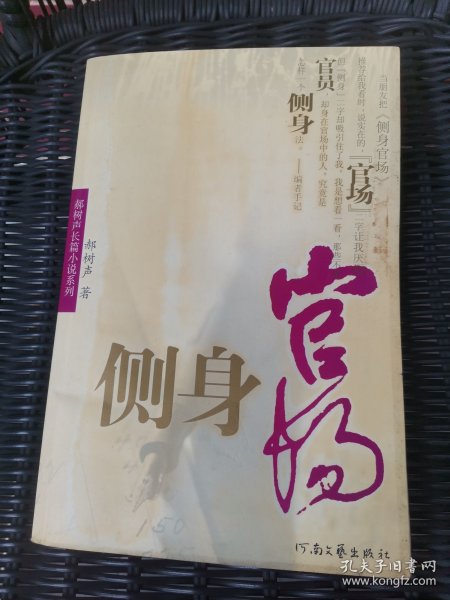 当朋友把《侧身官场》
推荐给我看时，说实在的，『官场』二字让我厌
但『侧身』二字却吸引住了我，我是想看一看，那些
官员，却身在官场中的人，究竟是
怎样一个侧身法。——编者手记
郝树声长篇小说系列
郝树声 著
侧身
官场
150
河南文艺出版社
孔夫子旧书网
kongfz.com